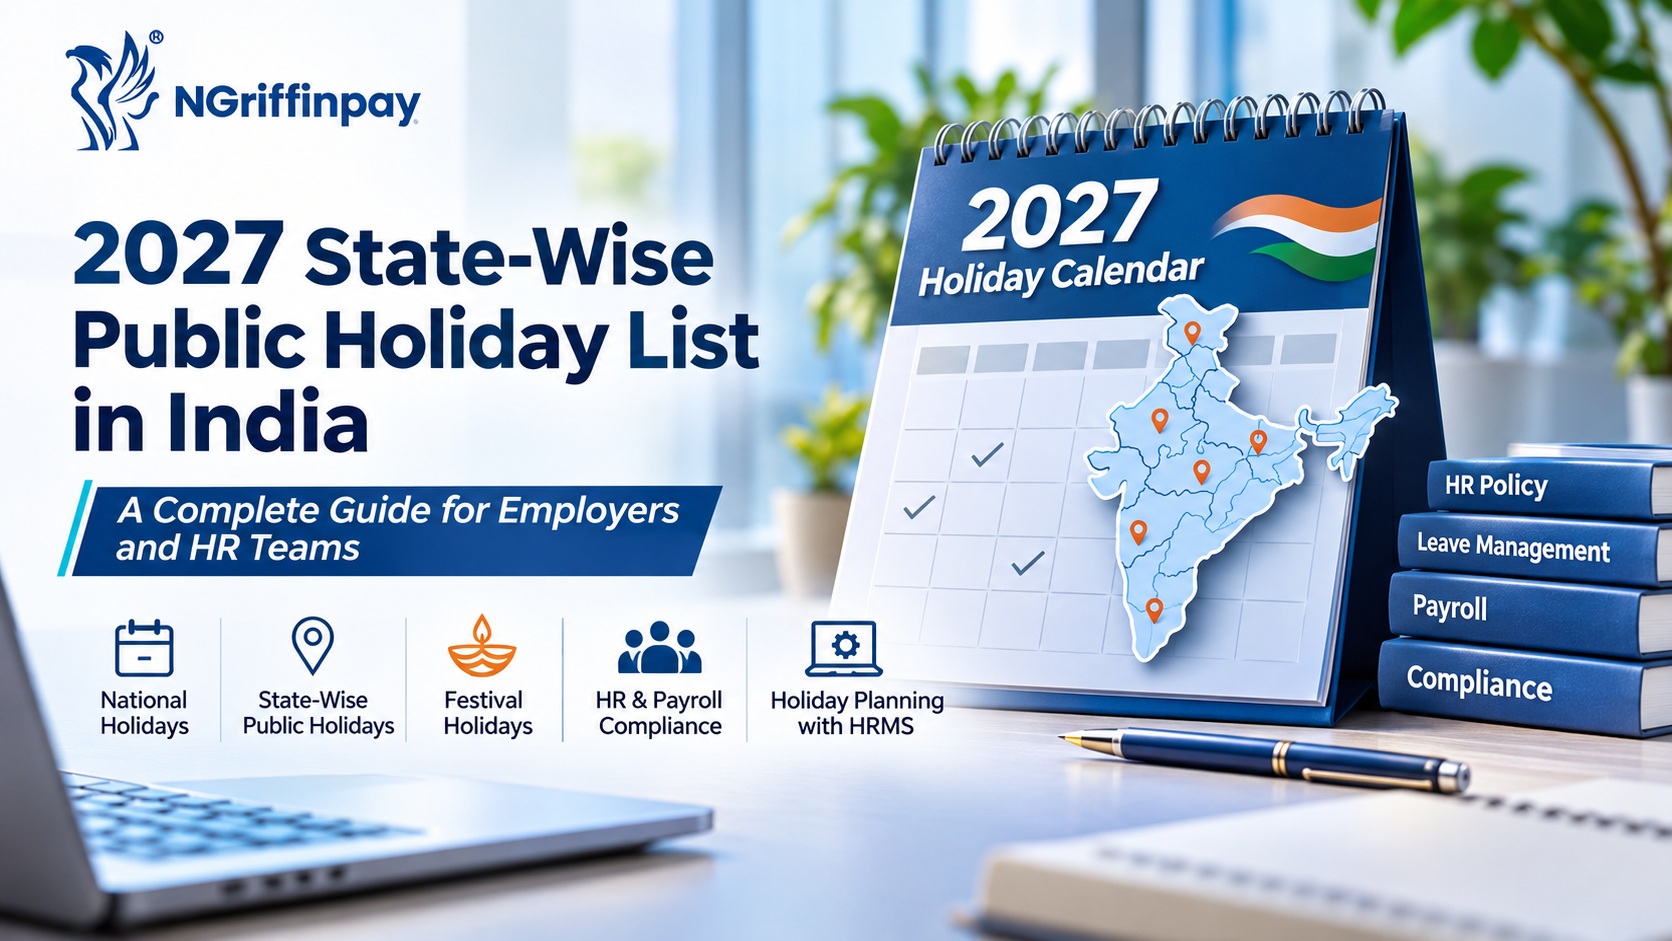 NGriffinpay
2027 State-Wise
Public Holiday List
in India
A Complete Guide for Employers
and HR Teams
National
Holidays
State-Wise
Public Holidays
Festival
Holidays
HR & Payroll
Compliance
Holiday Planning
with HRMS
2027
Holiday Calendar
HR Policy
Leave Management
Payroll
Compliance